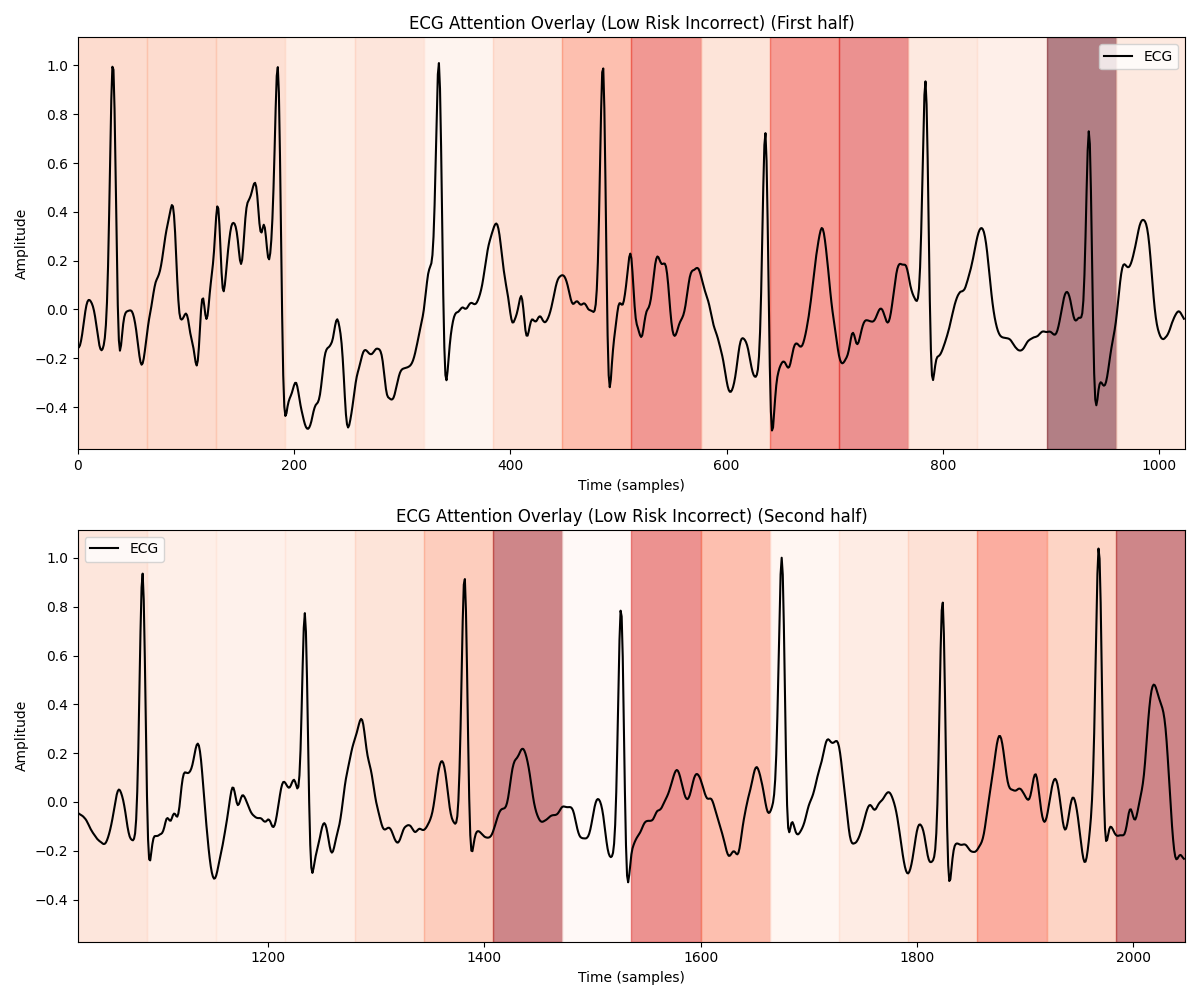 ECG Attention Overlay (Low Risk Incorrect) (First half)
1.0
0.8
0.6
0.4
0.2
0.0
−0.2
−0.4
Amplitude
ECG
0 200 400 600 800 1000
Time (samples)
ECG Attention Overlay (Low Risk Incorrect) (Second half)
1.0
0.8
0.6
0.4
0.2
0.0
−0.2
−0.4
Amplitude
ECG
1200 1400 1600 1800 2000
Time (samples)